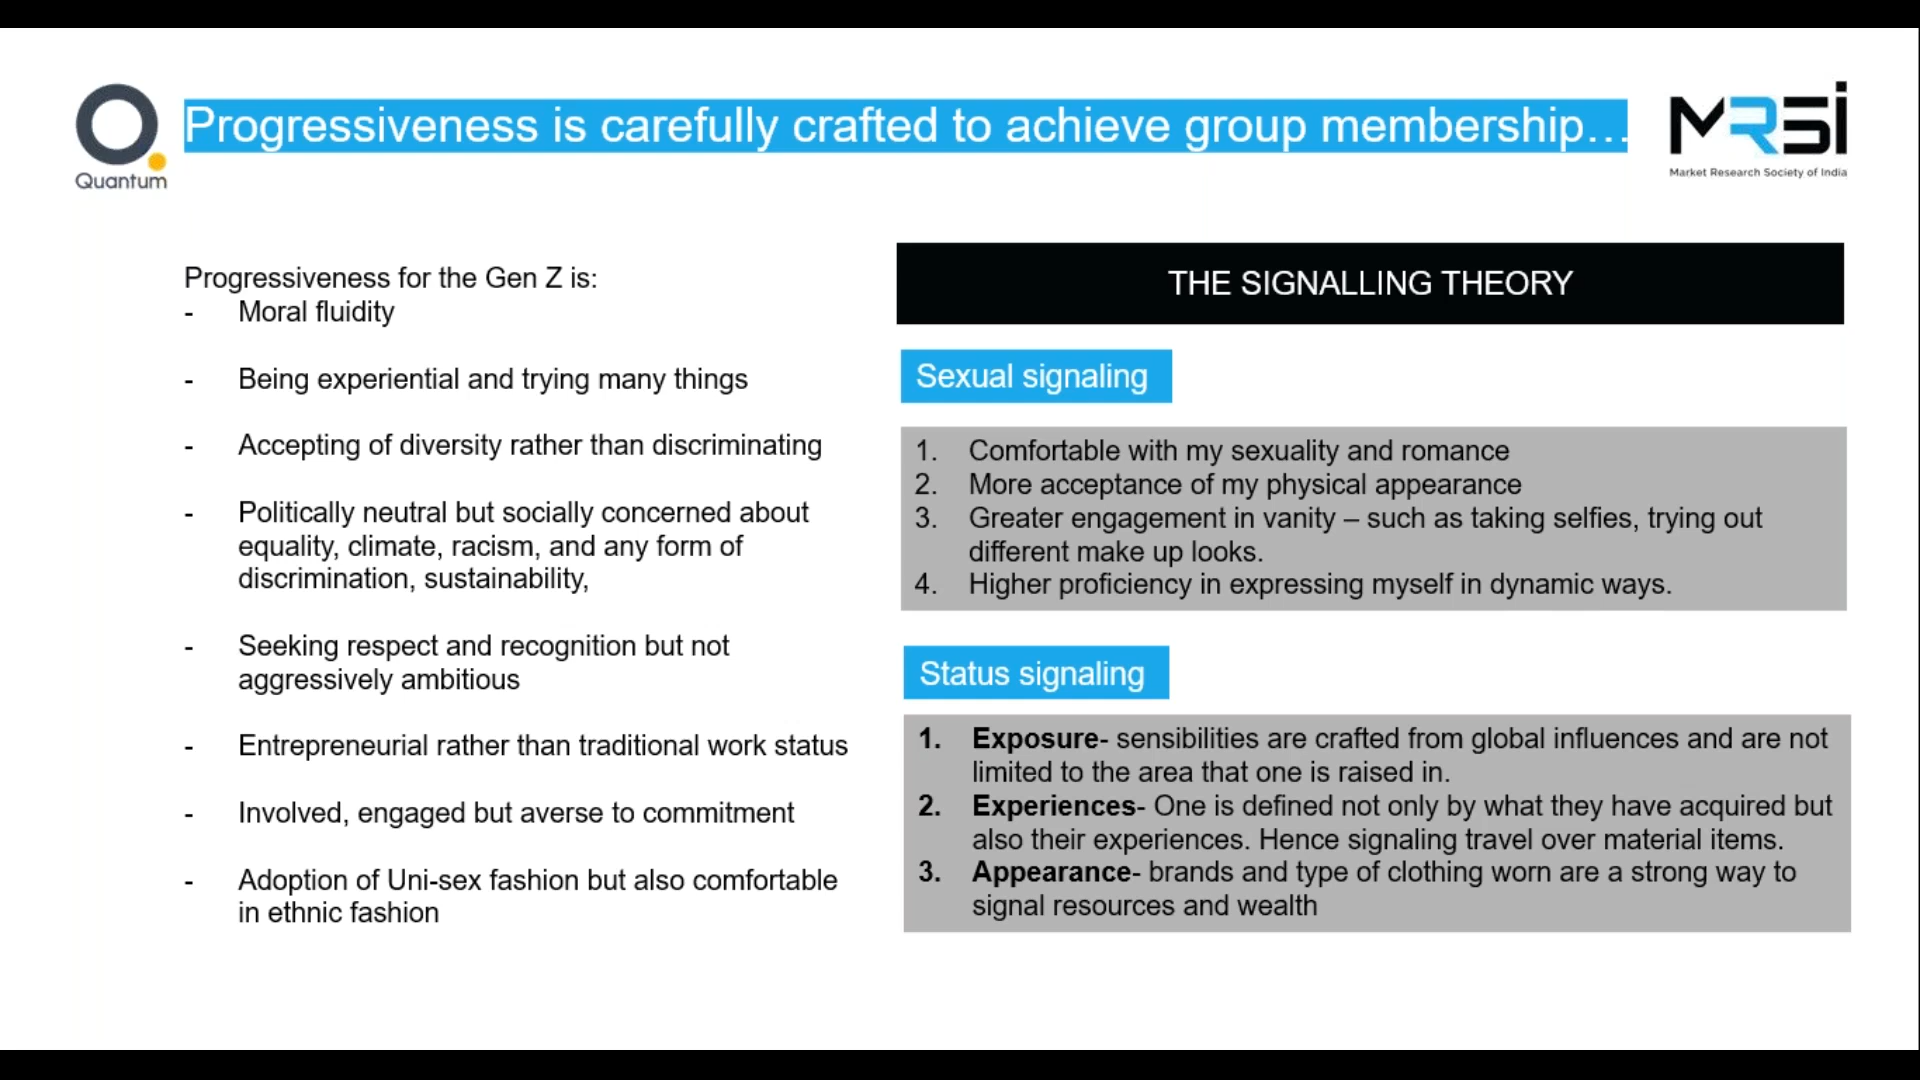 Quantum
Progressiveness is carefully crafted to achieve group membership…
MRSI
Market Research Society of India
Progressiveness for the Gen Z is:
- Moral fluidity
- Being experiential and trying many things
- Accepting of diversity rather than discriminating
- Politically neutral but socially concerned about
equality, climate, racism, and any form of
discrimination, sustainability,
- Seeking respect and recognition but not
aggressively ambitious
- Entrepreneurial rather than traditional work status
- Involved, engaged but averse to commitment
- Adoption of Uni-sex fashion but also comfortable
in ethnic fashion
THE SIGNALLING THEORY
Sexual signaling
1. Comfortable with my sexuality and romance
2. More acceptance of my physical appearance
3. Greater engagement in vanity – such as taking selfies, trying out
different make up looks.
4. Higher proficiency in expressing myself in dynamic ways.
Status signaling
1. Exposure- sensibilities are crafted from global influences and are not
limited to the area that one is raised in.
2. Experiences- One is defined not only by what they have acquired but
also their experiences. Hence signaling travel over material items.
3. Appearance- brands and type of clothing worn are a strong way to
signal resources and wealth